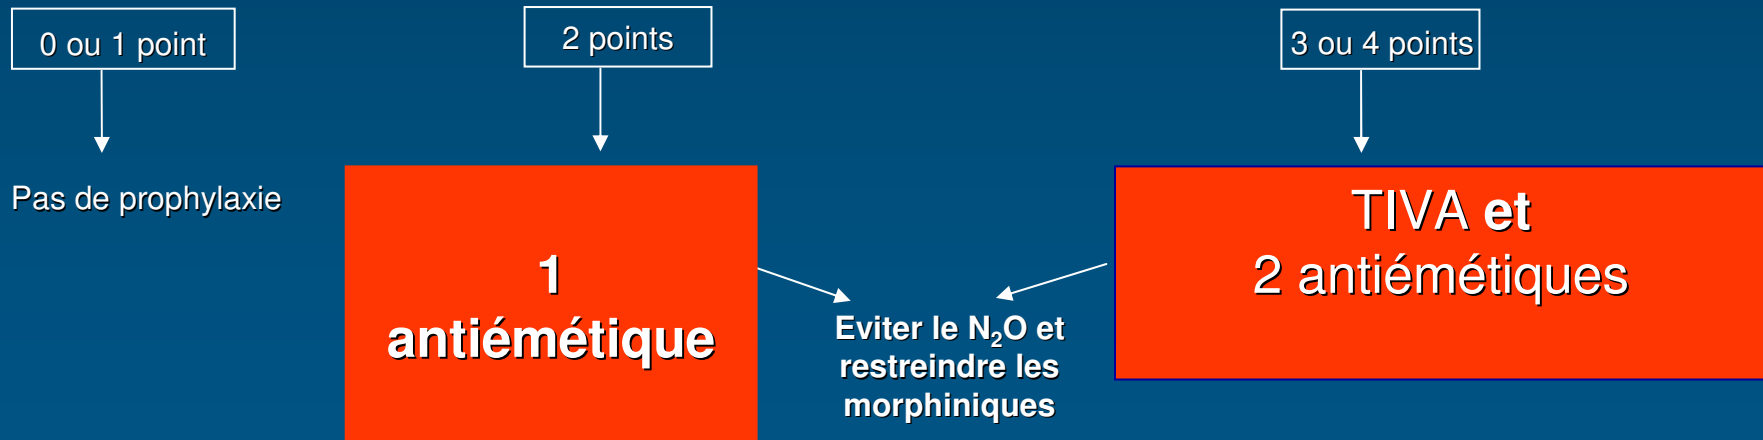 0 ou 1 point
2 points
3 ou 4 points
Pas de prophylaxie
1
antiémétique
Eviter le N₂O et
restreindre les
morphiniques
TIVA et
2 antiémétiques